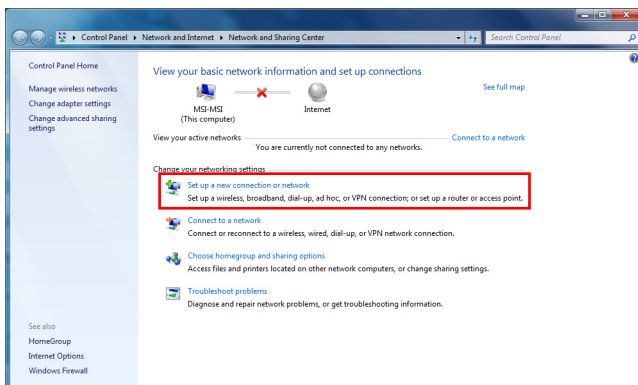 Control Panel ▸ Network and Internet ▸ Network and Sharing Center
Search Control Panel
Control Panel Home
Manage wireless networks
Change adapter settings
Change advanced sharing
settings
See also
HomeGroup
Internet Options
Windows Firewall
View your basic network information and set up connections
See full map
MSI-MSI
(This computer)
Internet
View your active networks
Connect to a network
You are currently not connected to any networks.
Change your networking settings
Set up a new connection or network
Set up a wireless, broadband, dial-up, ad hoc, or VPN connection; or set up a router or access point.
Connect to a network
Connect or reconnect to a wireless, wired, dial-up, or VPN network connection.
Choose homegroup and sharing options
Access files and printers located on other network computers, or change sharing settings.
Troubleshoot problems
Diagnose and repair network problems, or get troubleshooting information.